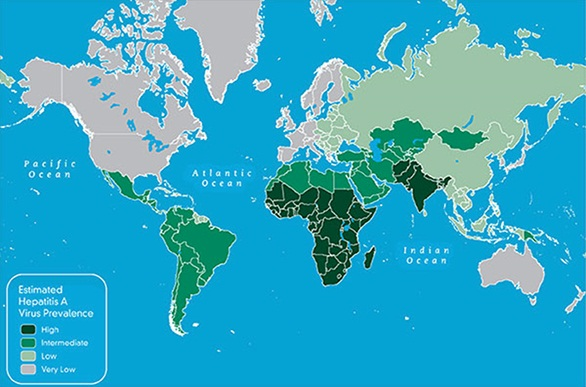 Pacific
Ocean
Atlantic
Ocean
Indian
Ocean
Estimated
Hepatitis A
Virus Prevalence
High
Intermediate
Low
Very Low